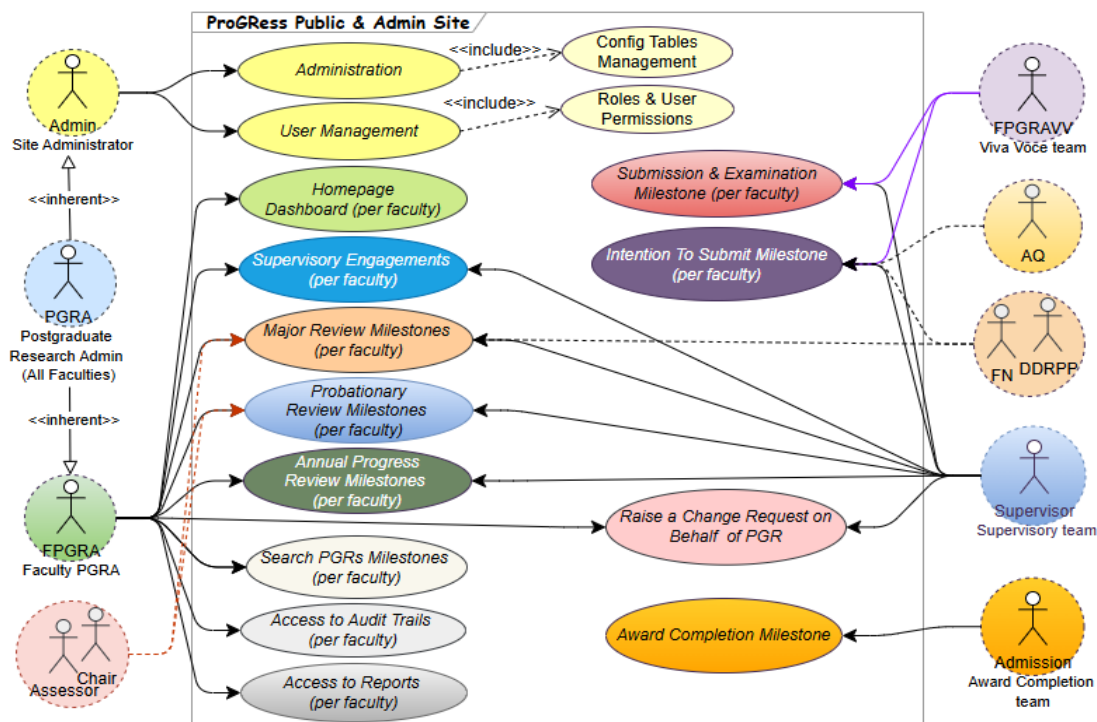 ProGRess Public & Admin Site
Admin
Site Administrator
<<inherent>>
PGRA
Postgraduate
Research Admin
(All Faculties)
<<inherent>>
FPGRA
Faculty PGRA
Chair
Assessor
Administration
<<include>>
Config Tables
Management
User Management
<<include>>
Roles & User
Permissions
Homepage
Dashboard (per faculty)
Supervisory Engagements
(per faculty)
Major Review Milestones
(per faculty)
Probationary
Review Milestones
(per faculty)
Annual Progress
Review Milestones
(per faculty)
Search PGRs Milestones
(per faculty)
Access to Audit Trails
(per faculty)
Access to Reports
(per faculty)
Submission & Examination
Milestone (per faculty)
Intention To Submit Milestone
(per faculty)
Raise a Change Request on
Behalf of PGR
Award Completion Milestone
FPGRAVV
Viva Voce team
AQ
FN
DDRPP
Supervisor
Supervisory team
Admission
Award Completion
team